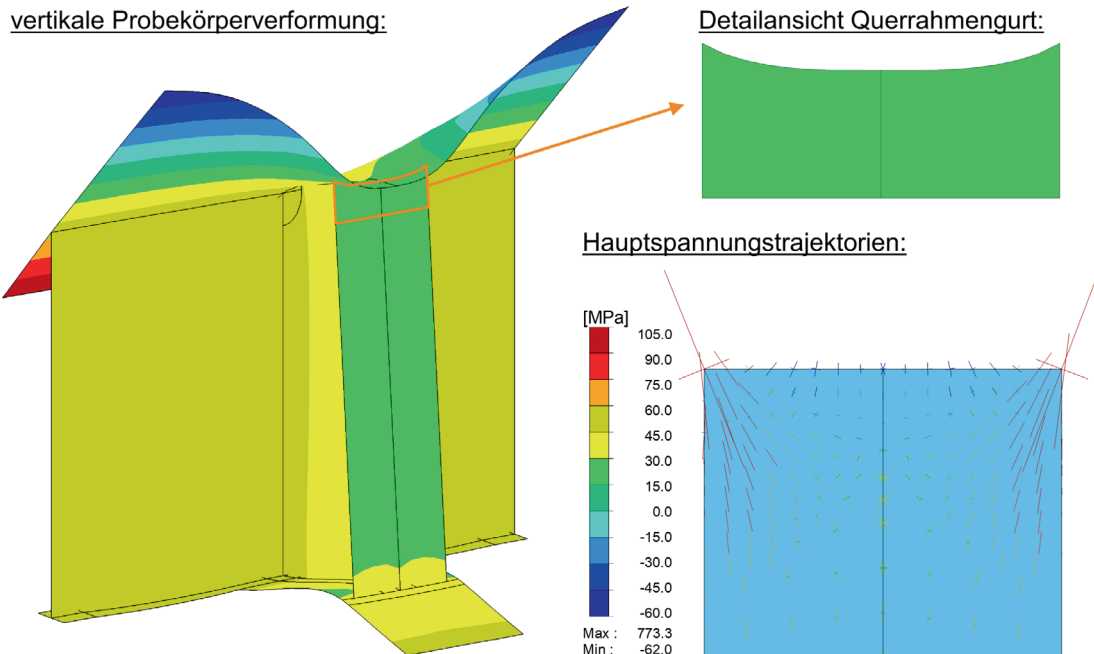 vertikale Probekörperverformung:
Detailansicht Querrahmengurt:
Hauptspannungstrajektorien:
[MPa]
105.0
90.0
75.0
60.0
45.0
30.0
15.0
0.0
-15.0
-30.0
-45.0
-60.0
Max : 773.3
Min : -62.0